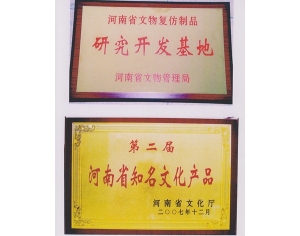 河南省文物复仿制品
研究开发基地
河南省文物管理局
第二届
河南省知名文化产品
河南省文化厅
二〇〇七年十二月